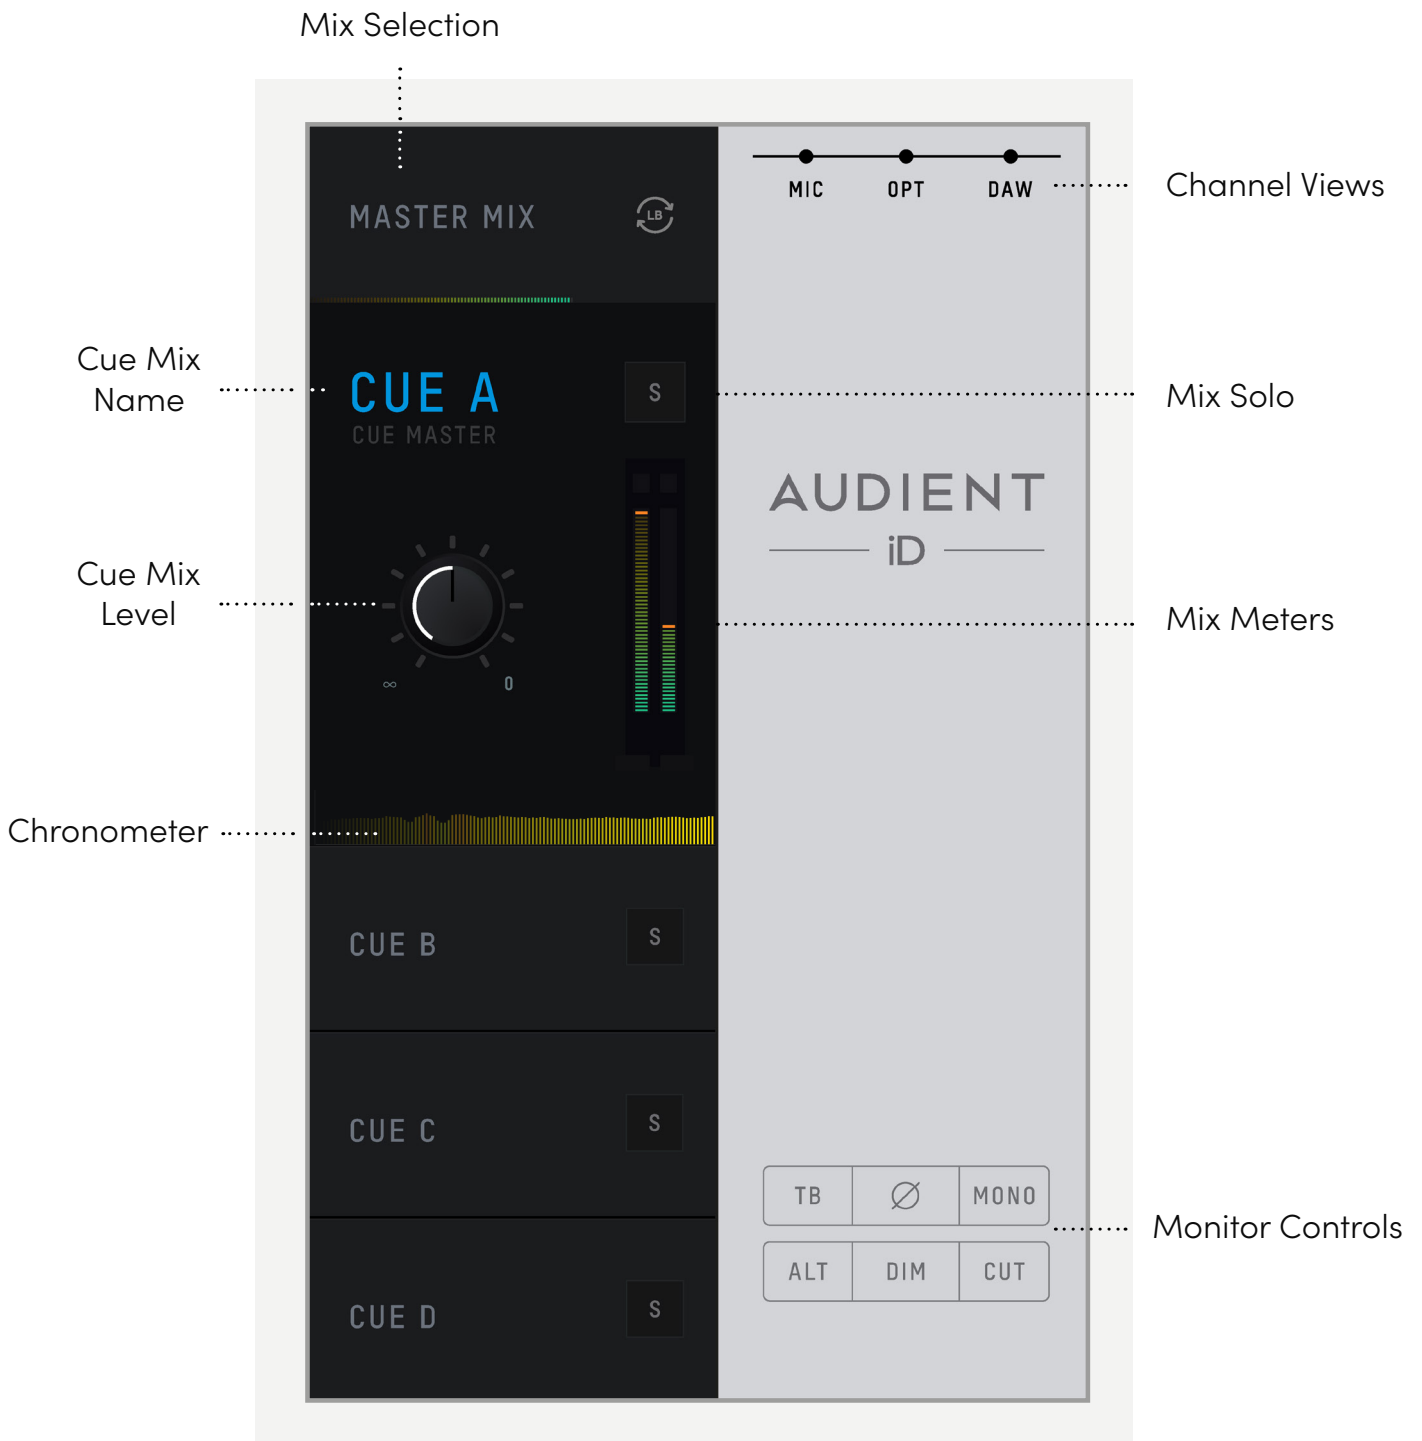 Mix Selection
MIC OPT DAW
Channel Views
MASTER MIX
LB
Cue Mix
Name
CUE A
S
CUE MASTER
Mix Solo
AUDIENT
iD
Cue Mix
Level
∞ 0
Mix Meters
Chronometer
CUE B
S
CUE C
S
TB Ø MONO
Monitor Controls
ALT DIM CUT
CUE D
S